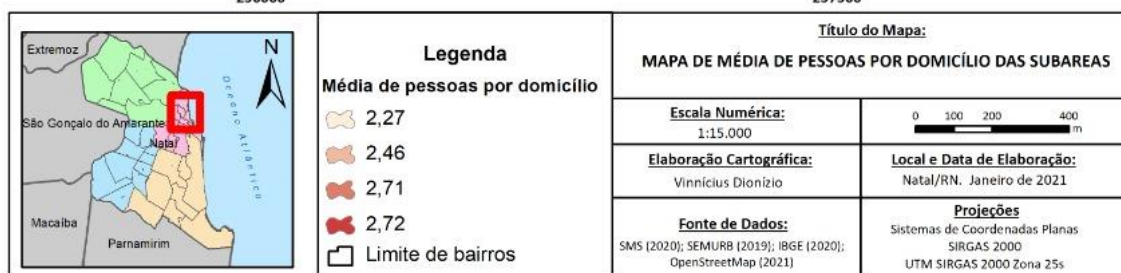 Extremoz
N
São Gonçalo do Amarante
Natal
Oceano Atlântico
Macaíba
Parnamirim
Legenda
Média de pessoas por domicílio
2,27
2,46
2,71
2,72
Limite de bairros
Título do Mapa:
MAPA DE MÉDIA DE PESSOAS POR DOMICÍLIO DAS SUBAREAS
Escala Numérica:
1:15.000
0 100 200 400
m
Elaboração Cartográfica:
Vinnícius Dionízio
Local e Data de Elaboração:
Natal/RN. Janeiro de 2021
Fonte de Dados:
SMS (2020); SEMURB (2019); IBGE (2020);
OpenStreetMap (2021)
Projeções
Sistemas de Coordenadas Planas
SIRGAS 2000
UTM SIRGAS 2000 Zona 25s